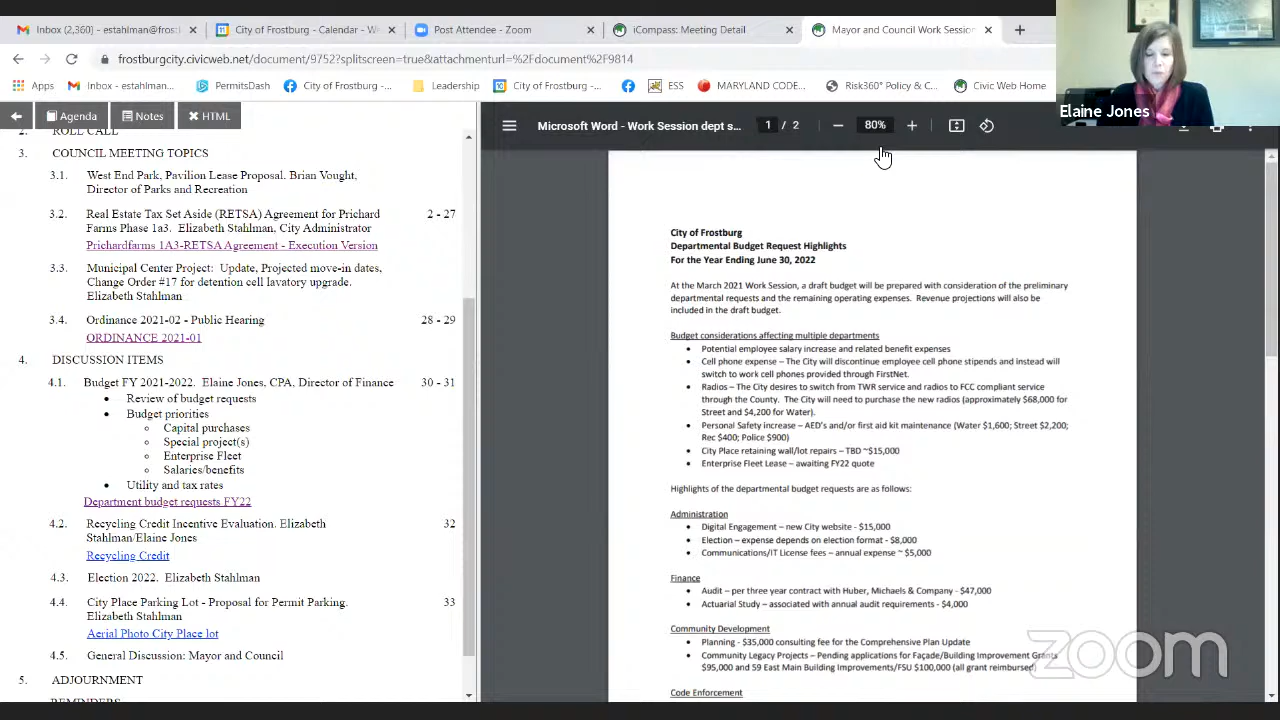 Inbox (2,360) - estahlman@frost
City of Frostburg - Calendar - W
Post Attendee - Zoom
iCompass: Meeting Detail
Mayor and Council Work Session
frostburgcity.civicweb.net/document/9752?splitscreen=true&attachmenturl=%2Fdocument%2F9814
Apps
Inbox - estahlman...
PermitsDash
City of Frostburg -...
Leadership
City of Frostburg -...
ESS
MARYLAND CODE...
Risk360° Policy & C...
Civic Web Home
Elaine Jones
Agenda
Notes
HTML
2. ROLL CALL
3. COUNCIL MEETING TOPICS
3.1. West End Park, Pavilion Lease Proposal. Brian Vought,
Director of Parks and Recreation
3.2. Real Estate Tax Set Aside (RETSA) Agreement for Prichard 2 - 27
Farms Phase 1a3. Elizabeth Stahlman, City Administrator
Prichardfarms 1A3-RETSA Agreement - Execution Version
3.3. Municipal Center Project: Update, Projected move-in dates,
Change Order #17 for detention cell lavatory upgrade.
Elizabeth Stahlman
3.4. Ordinance 2021-02 - Public Hearing 28 - 29
ORDINANCE 2021-01
4. DISCUSSION ITEMS
4.1. Budget FY 2021-2022. Elaine Jones, CPA, Director of Finance 30 - 31
• Review of budget requests
• Budget priorities
○ Capital purchases
○ Special project(s)
○ Enterprise Fleet
○ Salaries/benefits
• Utility and tax rates
Department budget requests FY22
4.2. Recycling Credit Incentive Evaluation. Elizabeth 32
Stahlman/Elaine Jones
Recycling Credit
4.3. Election 2022. Elizabeth Stahlman
4.4. City Place Parking Lot - Proposal for Permit Parking. 33
Elizabeth Stahlman
Aerial Photo City Place lot
4.5. General Discussion: Mayor and Council
5. ADJOURNMENT
REMINDERS
Microsoft Word - Work Session dept s...
1 / 2
80%
City of Frostburg
Departmental Budget Request Highlights
For the Year Ending June 30, 2022
At the March 2021 Work Session, a draft budget will be prepared with consideration of the preliminary
departmental requests and the remaining operating expenses. Revenue projections will also be
included in the draft budget.
Budget considerations affecting multiple departments
• Potential employee salary increase and related benefit expenses
• Cell phone expense – The City will discontinue employee cell phone stipends and instead will
switch to work cell phones provided through FirstNet.
• Radios – The City desires to switch from TWR service and radios to FCC compliant service
through the County. The City will need to purchase the new radios (approximately $68,000 for
Street and $4,200 for Water).
• Personal Safety increase – AED's and/or first aid kit maintenance (Water $1,600; Street $2,200;
Rec $400; Police $900)
• City Place retaining wall/lot repairs – TBD ~$15,000
• Enterprise Fleet Lease – awaiting FY22 quote
Highlights of the departmental budget requests are as follows:
Administration
• Digital Engagement – new City website - $15,000
• Election – expense depends on election format - $8,000
• Communications/IT License fees – annual expense ~ $5,000
Finance
• Audit – per three year contract with Huber, Michaels & Company - $47,000
• Actuarial Study – associated with annual audit requirements - $4,000
Community Development
• Planning - $35,000 consulting fee for the Comprehensive Plan Update
• Community Legacy Projects – Pending applications for Façade/Building Improvement Grants
$95,000 and 59 East Main Building Improvements/FSU $100,000 (all grant reimbursed)
Code Enforcement
zoom